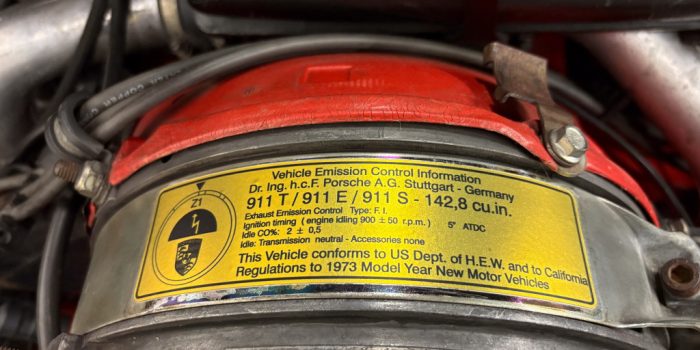 COPPER CO
Vehicle Emission Control Information
Dr. Ing. h.c.F. Porsche A.G. Stuttgart - Germany
911 T / 911 E / 911 S - 142,8 cu.in.
Exhaust Emission Control Type: F.I.
Ignition timing ( engine idling 900 ± 50 r.p.m. ) 5° ATDC
Idle CO%: 2 ± 0,5
Idle: Transmission neutral - Accessories none
This Vehicle conforms to US Dept. of H.E.W. and to California
Regulations to 1973 Model Year New Motor Vehicles
Z1